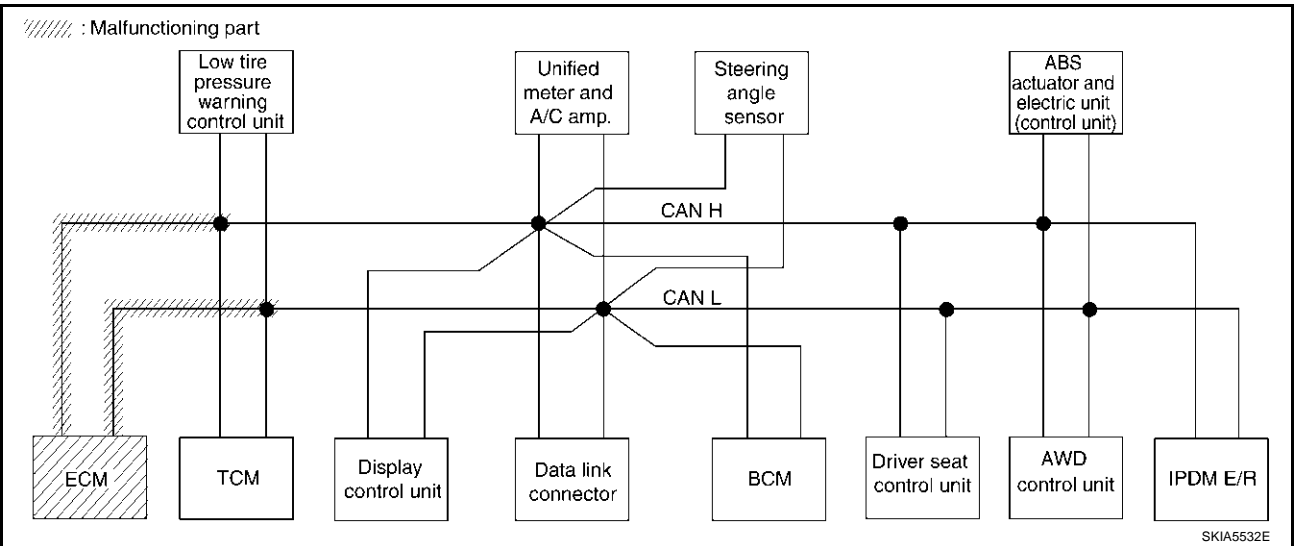 : Malfunctioning part
Low tire
pressure
warning
control unit
Unified
meter and
A/C amp.
Steering
angle
sensor
ABS
actuator and
electric unit
(control unit)
CAN H
CAN L
ECM
TCM
Display
control unit
Data link
connector
BCM
Driver seat
control unit
AWD
control unit
IPDM E/R
SKIA5532E